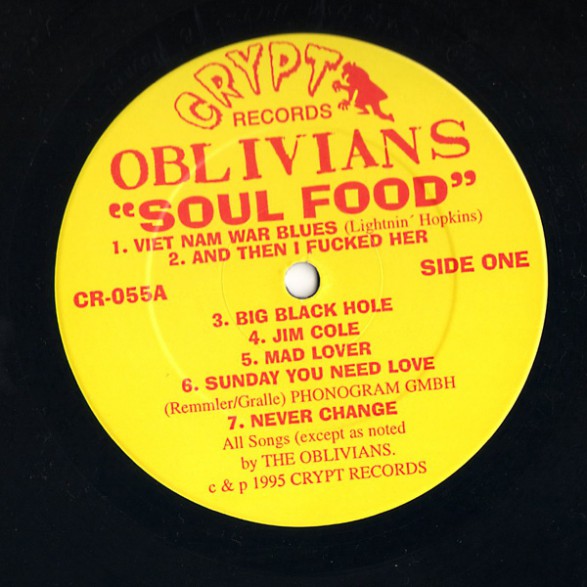 CRYPT
RECORDS
OBLIVIANS
“SOUL FOOD”
1. VIET NAM WAR BLUES (Lightnin´ Hopkins)
2. AND THEN I FUCKED HER
SIDE ONE
CR-055A
3. BIG BLACK HOLE
4. JIM COLE
5. MAD LOVER
6. SUNDAY YOU NEED LOVE
(Remmler/Gralle) PHONOGRAM GMBH
7. NEVER CHANGE
All Songs (except as noted
by THE OBLIVIANS.
c & p 1995 CRYPT RECORDS